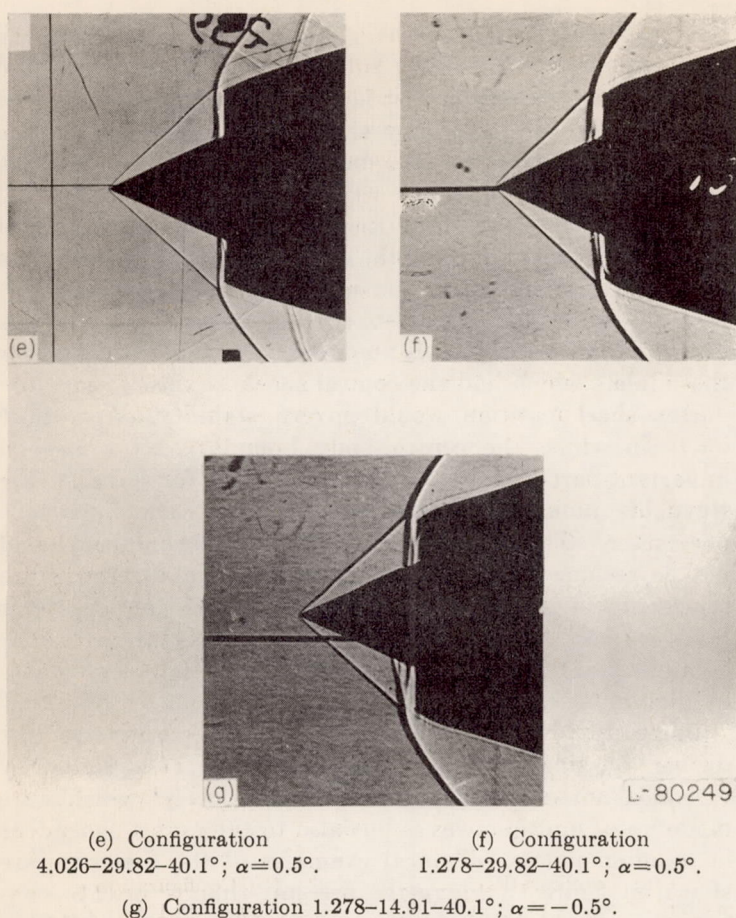 (e)
(f)
(g)
L-80249
(e) Configuration
4.026–29.82–40.1°; α≐0.5°.
(f) Configuration
1.278–29.82–40.1°; α=0.5°.
(g) Configuration 1.278–14.91–40.1°; α=−0.5°.